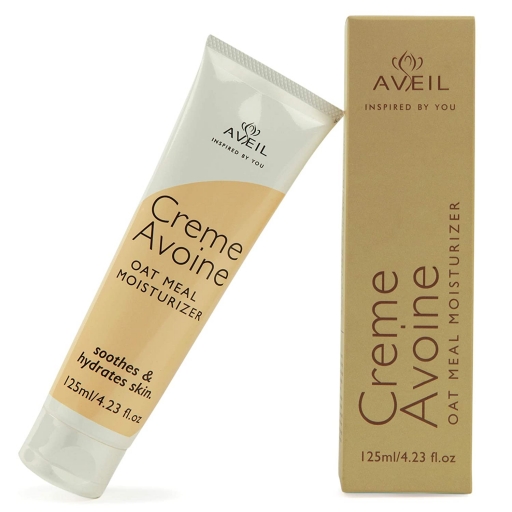 AVEIL
INSPIRED BY YOU
Creme
Avoine
OAT MEAL
MOISTURIZER
soothes &
hydrates skin.
125ml/4.23 fl.oz
AVEIL
INSPIRED BY YOU
Creme
Avoine
OAT MEAL MOISTURIZER
125ml/4.23 fl.oz